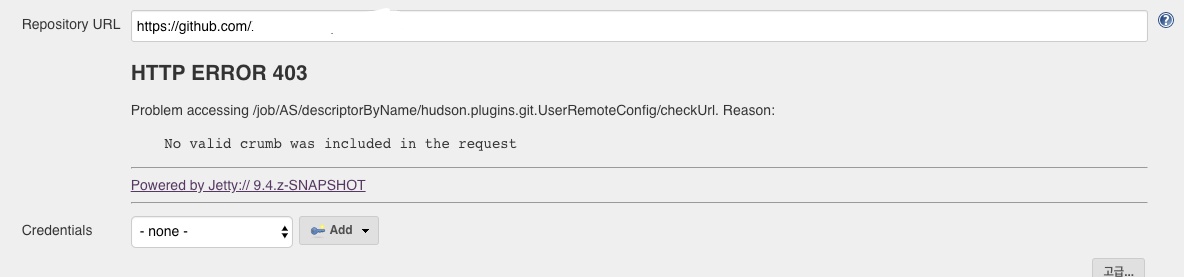 Repository URL https://github.com/.
HTTP ERROR 403
Problem accessing /job/AS/descriptorByName/hudson.plugins.git.UserRemoteConfig/checkUrl. Reason:
No valid crumb was included in the request
Powered by Jetty:// 9.4.z-SNAPSHOT
Credentials - none - Add
고급...